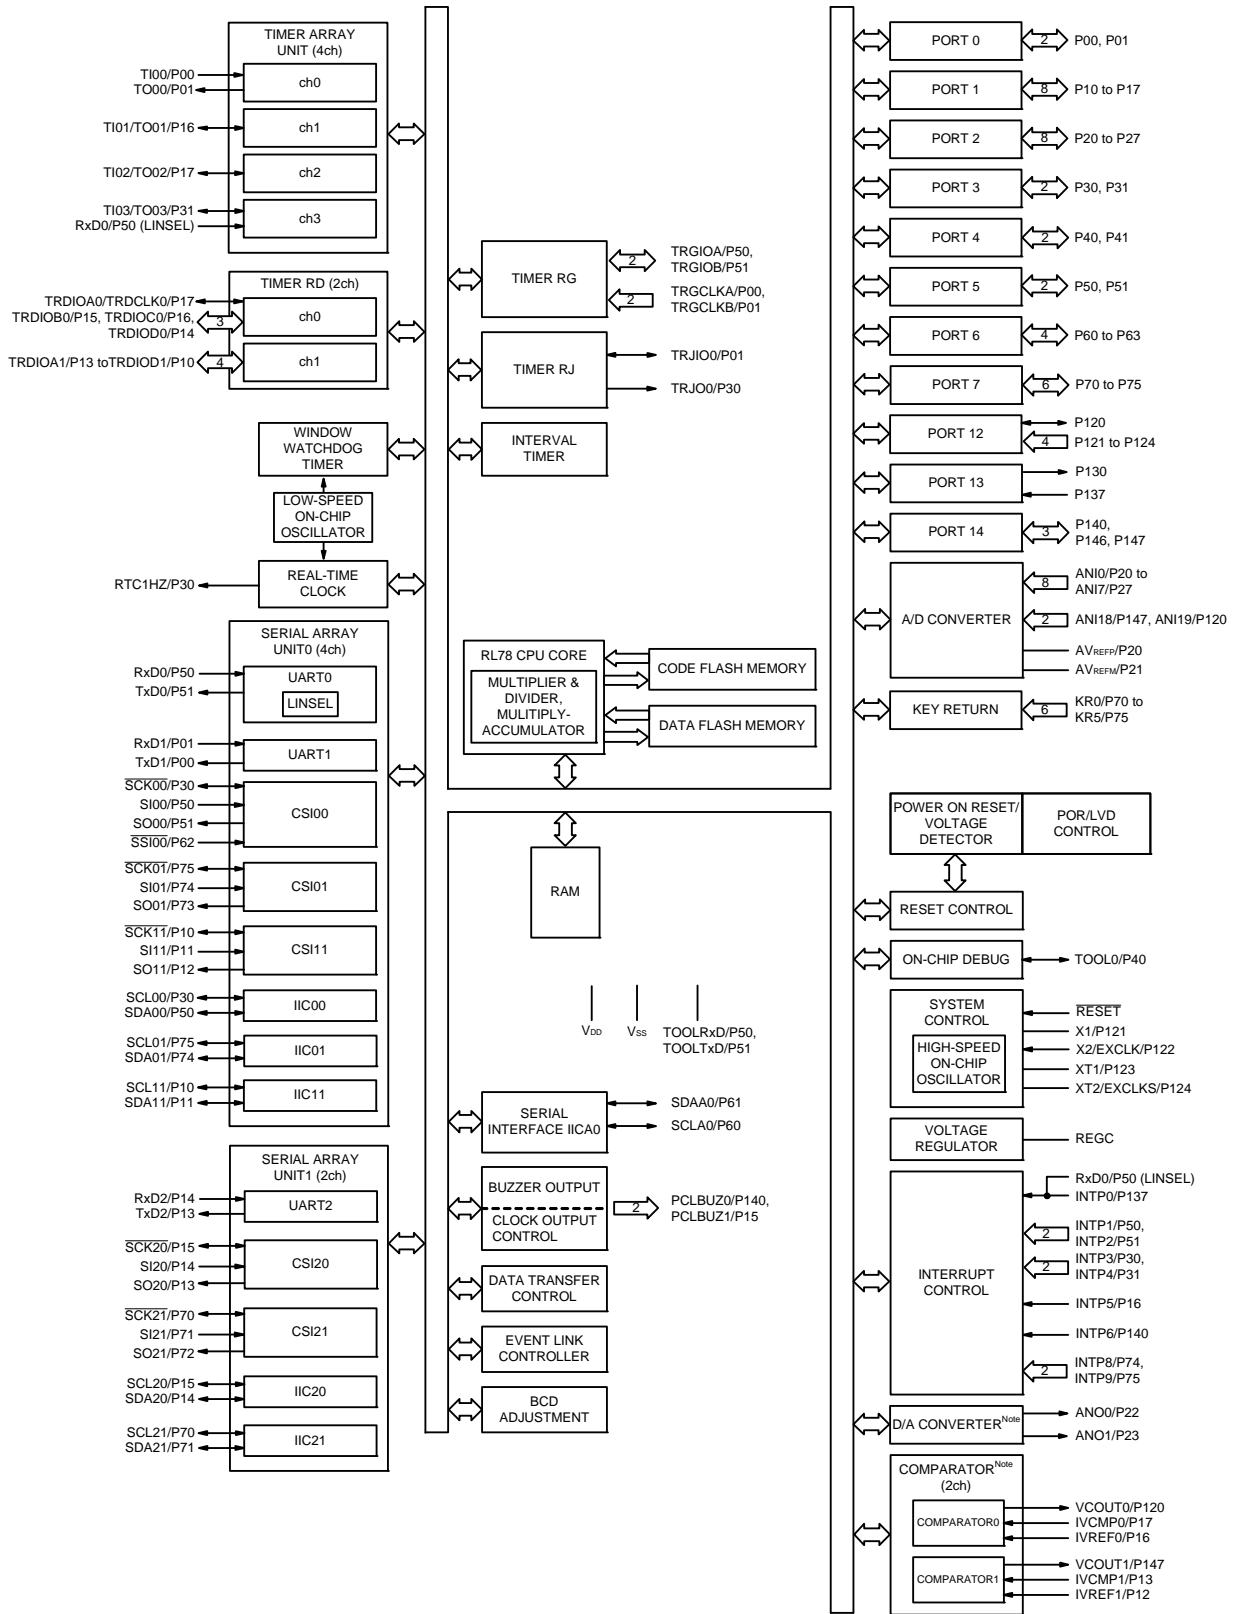 TIMER ARRAY
UNIT (4ch)
TI00/P00
TO00/P01
ch0
TI01/TO01/P16
ch1
TI02/TO02/P17
ch2
TI03/TO03/P31
RxD0/P50 (LINSEL)
ch3
TIMER RD (2ch)
TRDIOA0/TRDCLK0/P17
TRDIOB0/P15, TRDIOC0/P16,
TRDIOD0/P14
3
ch0
TRDIOA1/P13 toTRDIOD1/P10
4
ch1
WINDOW
WATCHDOG
TIMER
LOW-SPEED
ON-CHIP
OSCILLATOR
RTC1HZ/P30
REAL-TIME
CLOCK
SERIAL ARRAY
UNIT0 (4ch)
RxD0/P50
TxD0/P51
UART0
LINSEL
RxD1/P01
TxD1/P00
UART1
SCK00/P30
SI00/P50
SO00/P51
SSI00/P62
CSI00
SCK01/P75
SI01/P74
SO01/P73
CSI01
SCK11/P10
SI11/P11
SO11/P12
CSI11
SCL00/P30
SDA00/P50
IIC00
SCL01/P75
SDA01/P74
IIC01
SCL11/P10
SDA11/P11
IIC11
SERIAL ARRAY
UNIT1 (2ch)
RxD2/P14
TxD2/P13
UART2
SCK20/P15
SI20/P14
SO20/P13
CSI20
SCK21/P70
SI21/P71
SO21/P72
CSI21
SCL20/P15
SDA20/P14
IIC20
SCL21/P70
SDA21/P71
IIC21
TIMER RG
2
TRGIOA/P50,
TRGIOB/P51
2
TRGCLKA/P00,
TRGCLKB/P01
TIMER RJ
TRJIO0/P01
TRJO0/P30
INTERVAL
TIMER
RL78 CPU CORE
MULTIPLIER &
DIVIDER,
MULITIPLY-
ACCUMULATOR
CODE FLASH MEMORY
DATA FLASH MEMORY
RAM
VDD
VSS
TOOLRxD/P50,
TOOLTxD/P51
SERIAL
INTERFACE IICA0
SDAA0/P61
SCLA0/P60
BUZZER OUTPUT
CLOCK OUTPUT
CONTROL
2
PCLBUZ0/P140,
PCLBUZ1/P15
DATA TRANSFER
CONTROL
EVENT LINK
CONTROLLER
BCD
ADJUSTMENT
PORT 0
2
P00, P01
PORT 1
8
P10 to P17
PORT 2
8
P20 to P27
PORT 3
2
P30, P31
PORT 4
2
P40, P41
PORT 5
2
P50, P51
PORT 6
4
P60 to P63
PORT 7
6
P70 to P75
PORT 12
P120
4
P121 to P124
PORT 13
P130
P137
PORT 14
3
P140,
P146, P147
A/D CONVERTER
8
ANI0/P20 to
ANI7/P27
2
ANI18/P147, ANI19/P120
AVREFP/P20
AVREFM/P21
KEY RETURN
6
KR0/P70 to
KR5/P75
POWER ON RESET/
VOLTAGE
DETECTOR
POR/LVD
CONTROL
RESET CONTROL
ON-CHIP DEBUG
TOOL0/P40
SYSTEM
CONTROL
HIGH-SPEED
ON-CHIP
OSCILLATOR
RESET
X1/P121
X2/EXCLK/P122
XT1/P123
XT2/EXCLKS/P124
VOLTAGE
REGULATOR
REGC
INTERRUPT
CONTROL
RxD0/P50 (LINSEL)
INTP0/P137
2
INTP1/P50,
INTP2/P51
2
INTP3/P30,
INTP4/P31
INTP5/P16
INTP6/P140
2
INTP8/P74,
INTP9/P75
D/A CONVERTERNote
ANO0/P22
ANO1/P23
COMPARATORNote
(2ch)
COMPARATOR0
VCOUT0/P120
IVCMP0/P17
IVREF0/P16
COMPARATOR1
VCOUT1/P147
IVCMP1/P13
IVREF1/P12